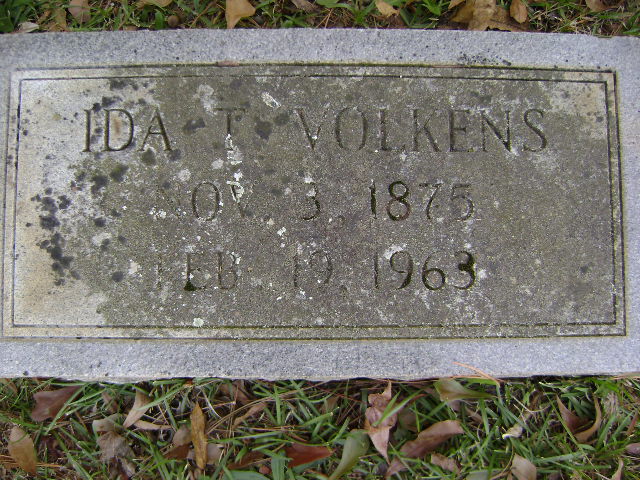 IDA T. VOLKENS
NOV. 3, 1875
FEB. 19, 1963